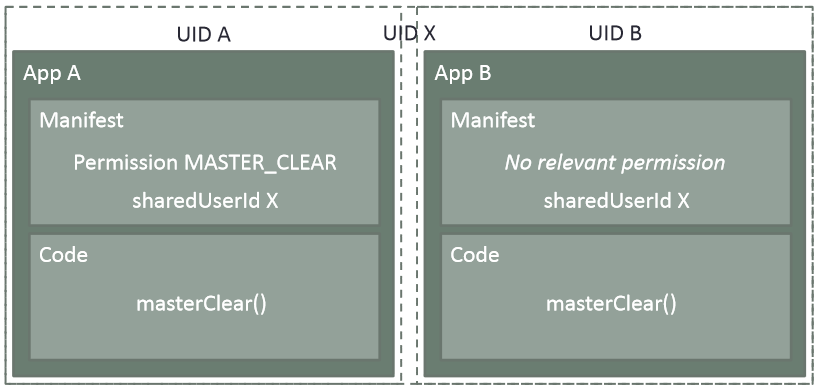 UID A
UID X
UID B
App A
Manifest
Permission MASTER_CLEAR
sharedUserId X
Code
masterClear()
App B
Manifest
No relevant permission
sharedUserId X
Code
masterClear()